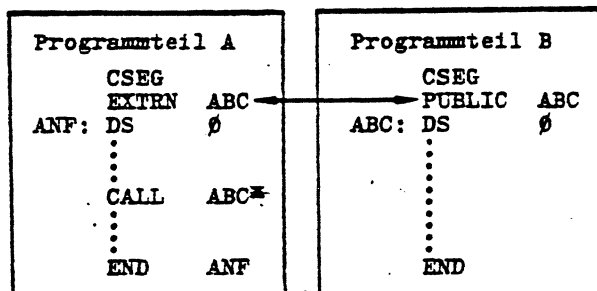 Programmteil A
CSEG
EXTRN ABC
ANF: DS Ø
CALL ABC*
END ANF
Programmteil B
CSEG
PUBLIC ABC
ABC: DS Ø
END